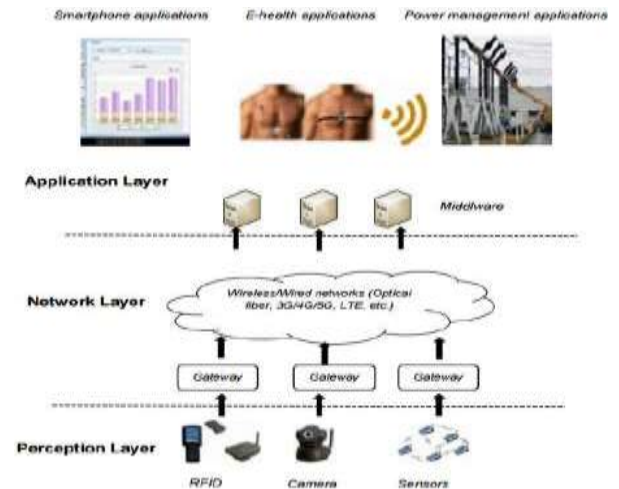 Smartphone applications E-health applications Power management applications
Application Layer
Middlware
Network Layer
Wireless/Wired networks (Optical
fiber, 3G/4G/5G, LTE, etc.)
Gateway Gateway Gateway
Perception Layer
RFID Camera Sensors